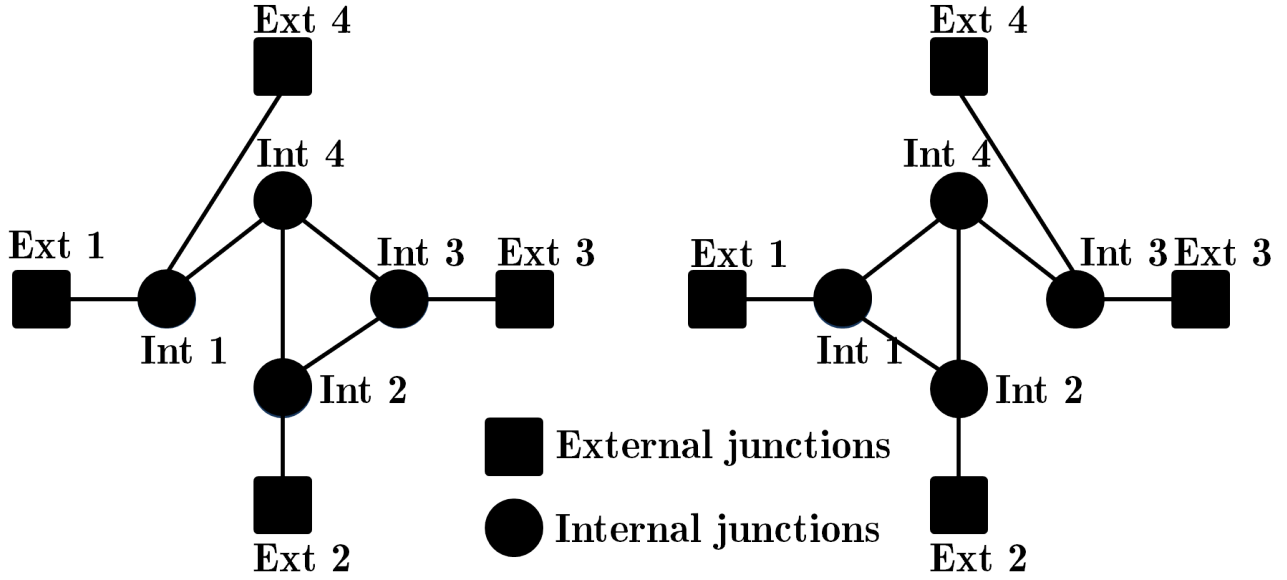 Ext 4
Int 4
Ext 1
Int 3
Ext 3
Int 1
Int 2
Ext 2
Ext 4
Int 4
Ext 1
Int 3
Ext 3
Int 1
Int 2
Ext 2
External junctions
Internal junctions